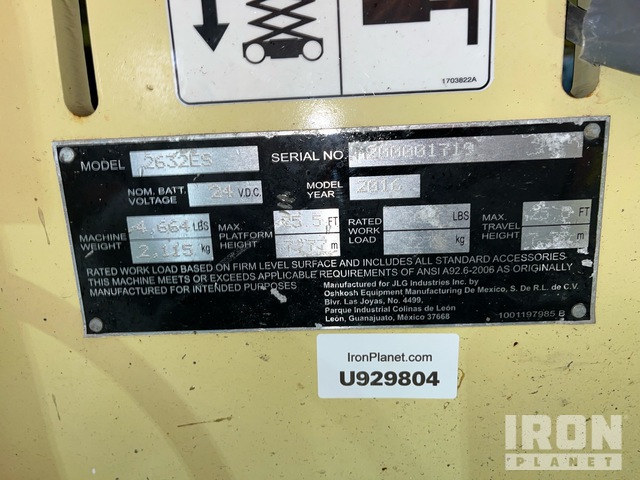 1703822A
MODEL 2632ES SERIAL NO. M200001719
NOM. BATT. VOLTAGE 24 V.D.C. MODEL YEAR 2016
MACHINE WEIGHT 4,664 LBS 2,115 kg MAX. PLATFORM HEIGHT 25.5 FT m RATED WORK LOAD LBS MAX. TRAVEL HEIGHT FT m
RATED WORK LOAD BASED ON FIRM LEVEL SURFACE AND INCLUDES ALL STANDARD ACCESSORIES.
THIS MACHINE MEETS OR EXCEEDS APPLICABLE REQUIREMENTS OF ANSI A92.6-2006 AS ORIGINALLY
MANUFACTURED FOR INTENDED PURPOSES
Manufactured for JLG Industries Inc. by
Oshkosh Equipment Manufacturing De Mexico, S. De R.L. de C.V.
Blvr. Las Joyas, No. 4499,
Parque Industrial Colinas de León
León, Guanajuato, México 37668
1001197985 B
IronPlanet.com
U929804
IRON
PLANET